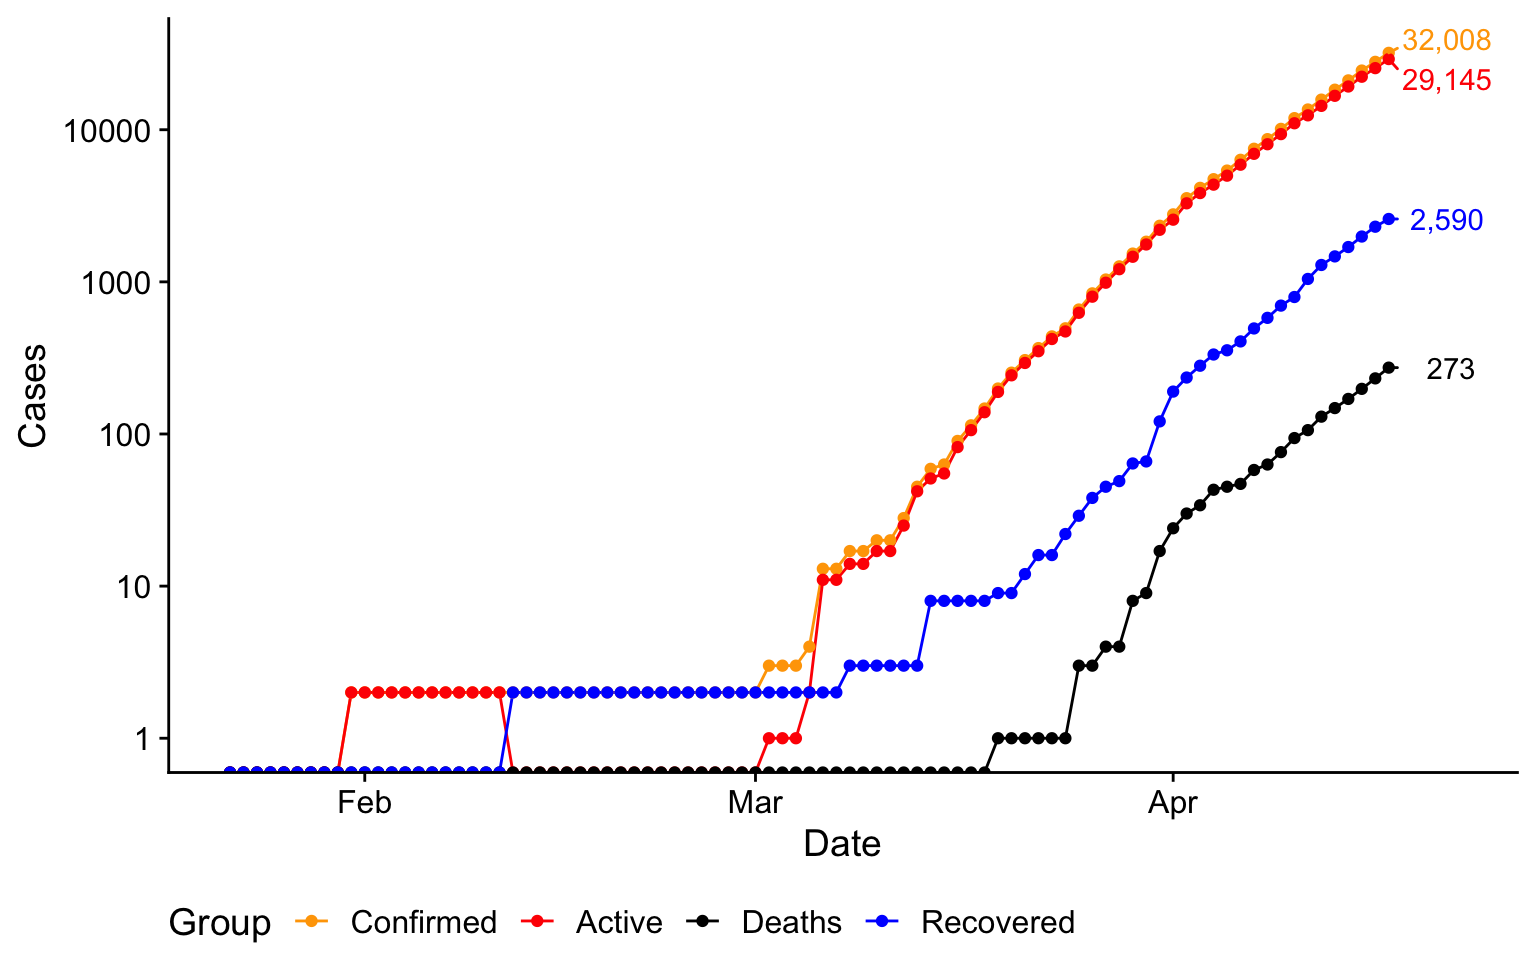 32,008
29,145
10000
2,590
1000
273
100
10
1
Cases
Feb Mar Apr
Date
Group Confirmed Active Deaths Recovered